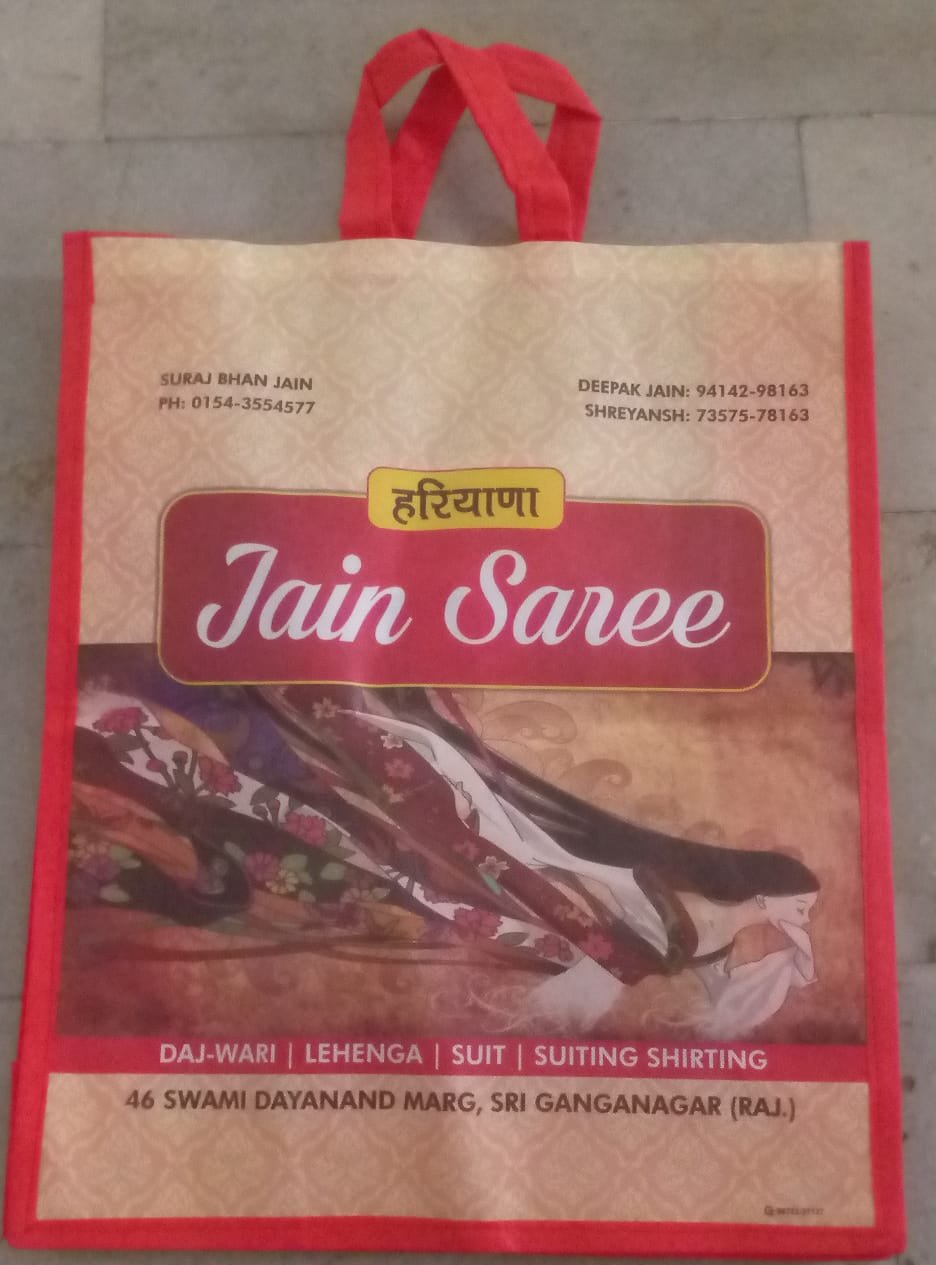 SURAJ BHAN JAIN
PH: 0154-3554577
DEEPAK JAIN: 94142-98163
SHREYANSH: 73575-78163
हरियाणा
Jain Saree
DAJ-WARI | LEHENGA | SUIT | SUITING SHIRTING
46 SWAMI DAYANAND MARG, SRI GANGANAGAR (RAJ.)